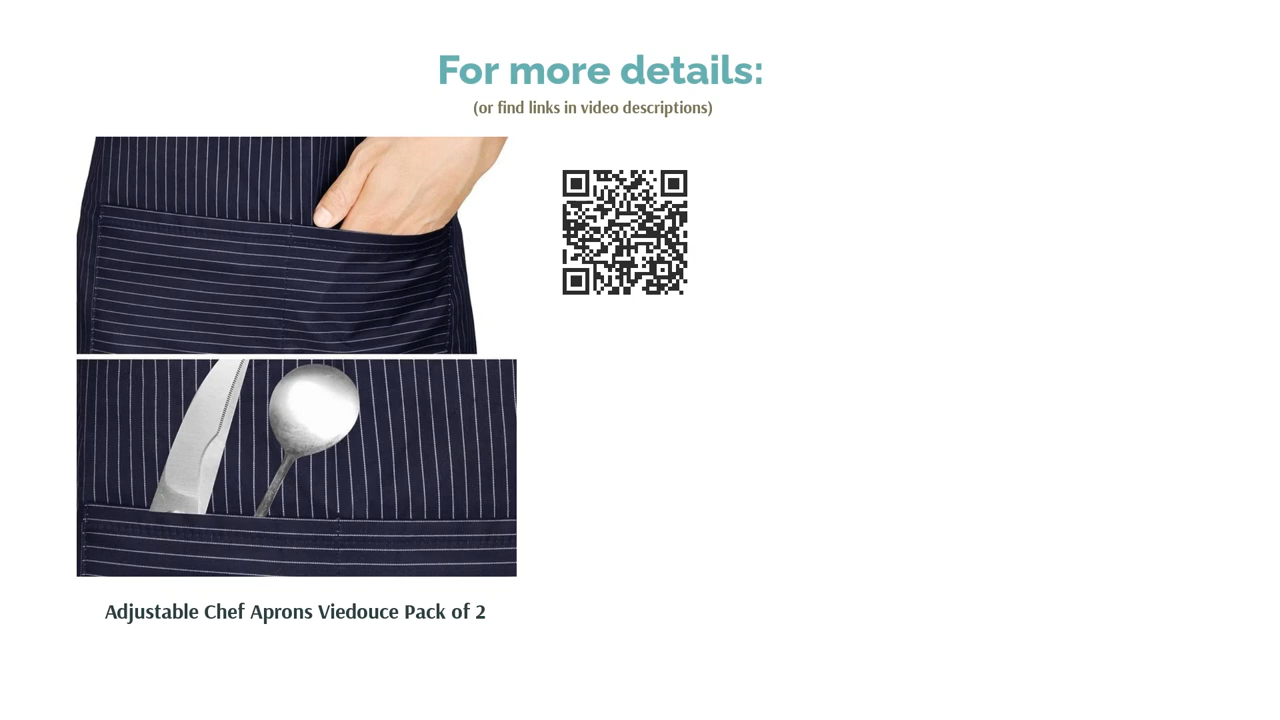 For more details:
(or find links in video descriptions)
Adjustable Chef Aprons Viedouce Pack of 2